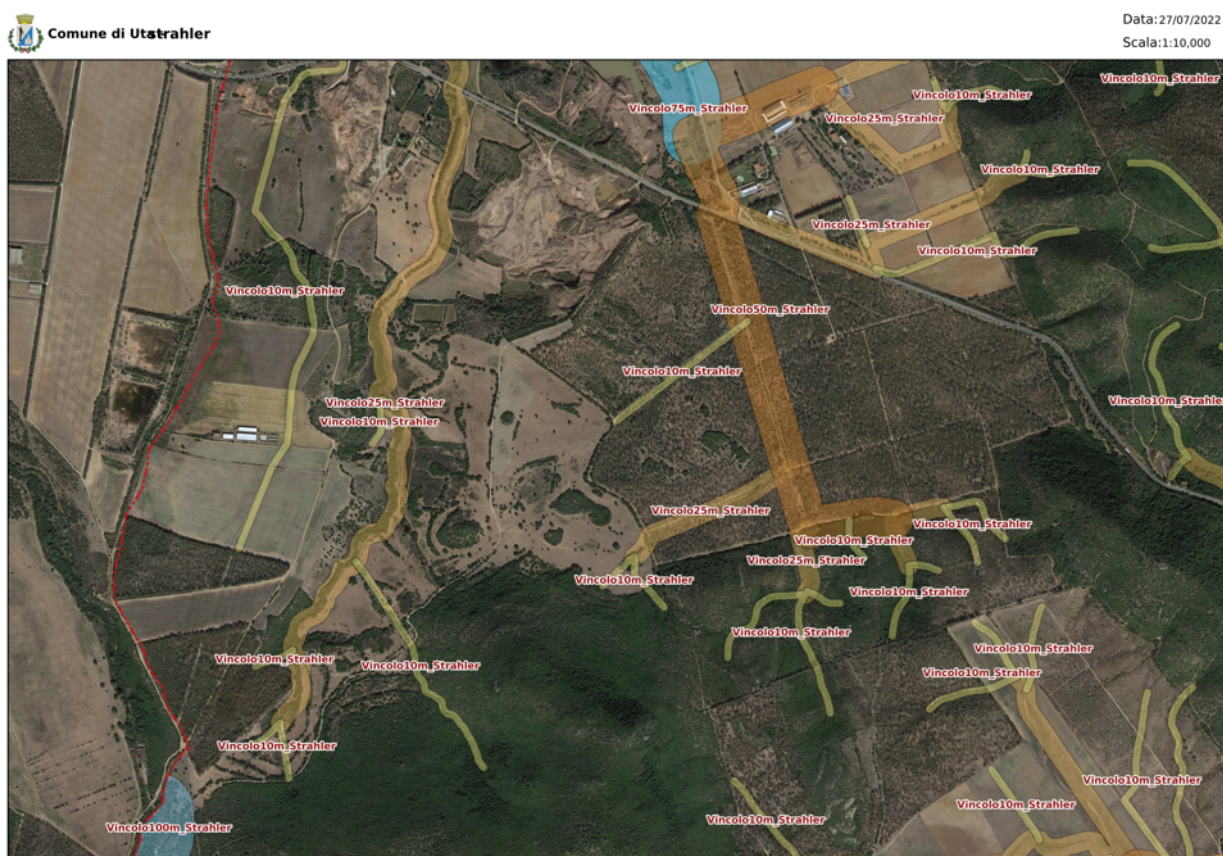 Data:27/07/2022
Comune di Uta strahler
Scala:1:10,000
Vincolo10m_Strahler
Vincolo10m_Strahler
Vincolo75m_Strahler
Vincolo25m_Strahler
Vincolo10m_Strahler
Vincolo25m_Strahler
Vincolo10m_Strahler
Vincolo10m_Strahler
Vincolo50m_Strahler
Vincolo10m_Strahler
Vincolo10m_Strahler
Vincolo25m_Strahler
Vincolo10m_Strahler
Vincolo25m_Strahler
Vincolo10m_Strahler
Vincolo10m_Strahler
Vincolo25m_Strahler
Vincolo10m_Strahler
Vincolo10m_Strahler
Vincolo10m_Strahler
Vincolo10m_Strahler
Vincolo10m_Strahler
Vincolo10m_Strahler
Vincolo10m_Strahler
Vincolo10m_Strahler
Vincolo10m_Strahler
Vincolo10m_Strahler
Vincolo10m_Strahler
Vincolo100m_Strahler